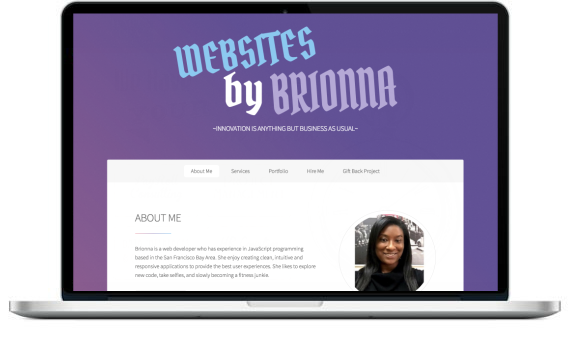 WEBSITES
by BRIONNA
~INNOVATION IS ANYTHING BUT BUSINESS AS USUAL~
About Me Services Portfolio Hire Me Gift Back Project
ABOUT ME
Brionna is a web developer who has experience in JavaScript programming
based in the San Francisco Bay Area. She enjoy creating clean, intuitive and
responsive applications to provide the best user experiences. She likes to explore
new code, take selfies, and slowly becoming a fitness junkie.